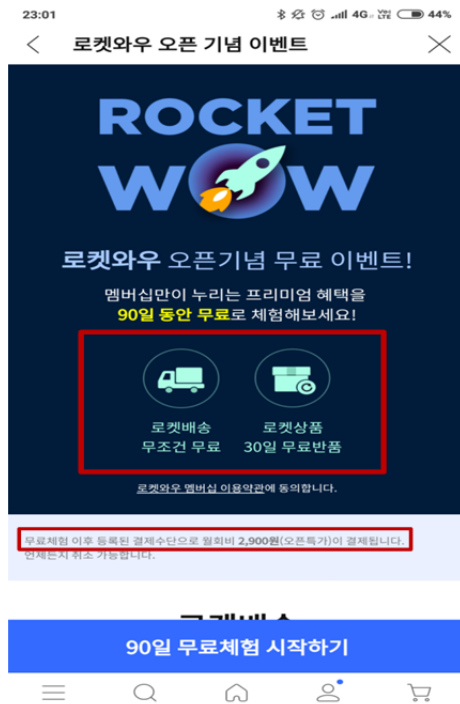 23:01
4G
44%
로켓와우 오픈 기념 이벤트
ROCKET
WOW
로켓와우 오픈기념 무료 이벤트!
멤버십만이 누리는 프리미엄 혜택을
90일 동안 무료로 체험해보세요!
로켓배송
무조건 무료
로켓상품
30일 무료반품
로켓와우 멤버십 이용약관에 동의합니다.
무료체험 이후 등록된 결제수단으로 월회비 2,900원(오픈특가)이 결제됩니다.
언제든지 취소 가능합니다.
90일 무료체험 시작하기